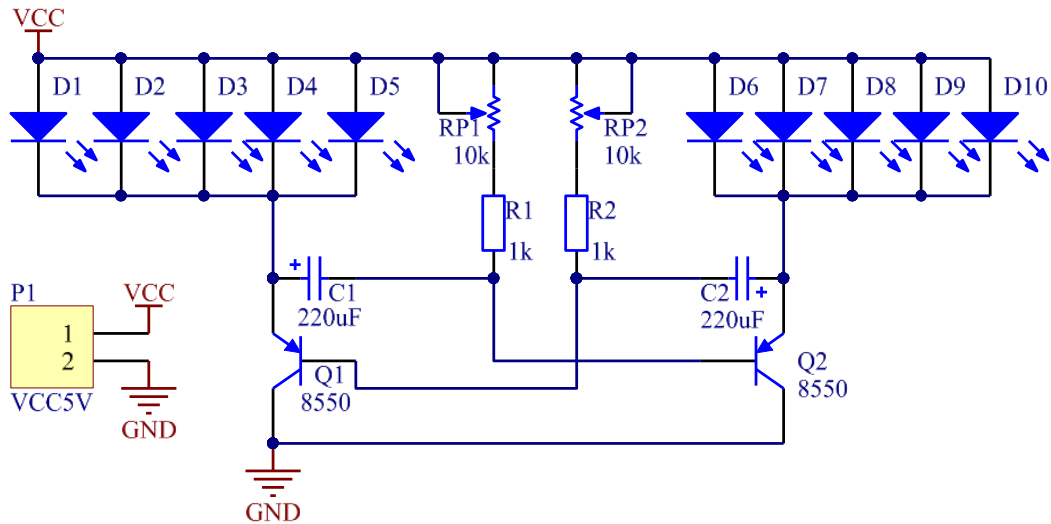 VCC
D1 D2 D3 D4 D5 D6 D7 D8 D9 D10
RP1
10k
RP2
10k
R1
1k
R2
1k
+
C1
220uF
C2
+
220uF
P1
VCC
1
2
VCC5V
GND
Q1
8550
Q2
8550
GND